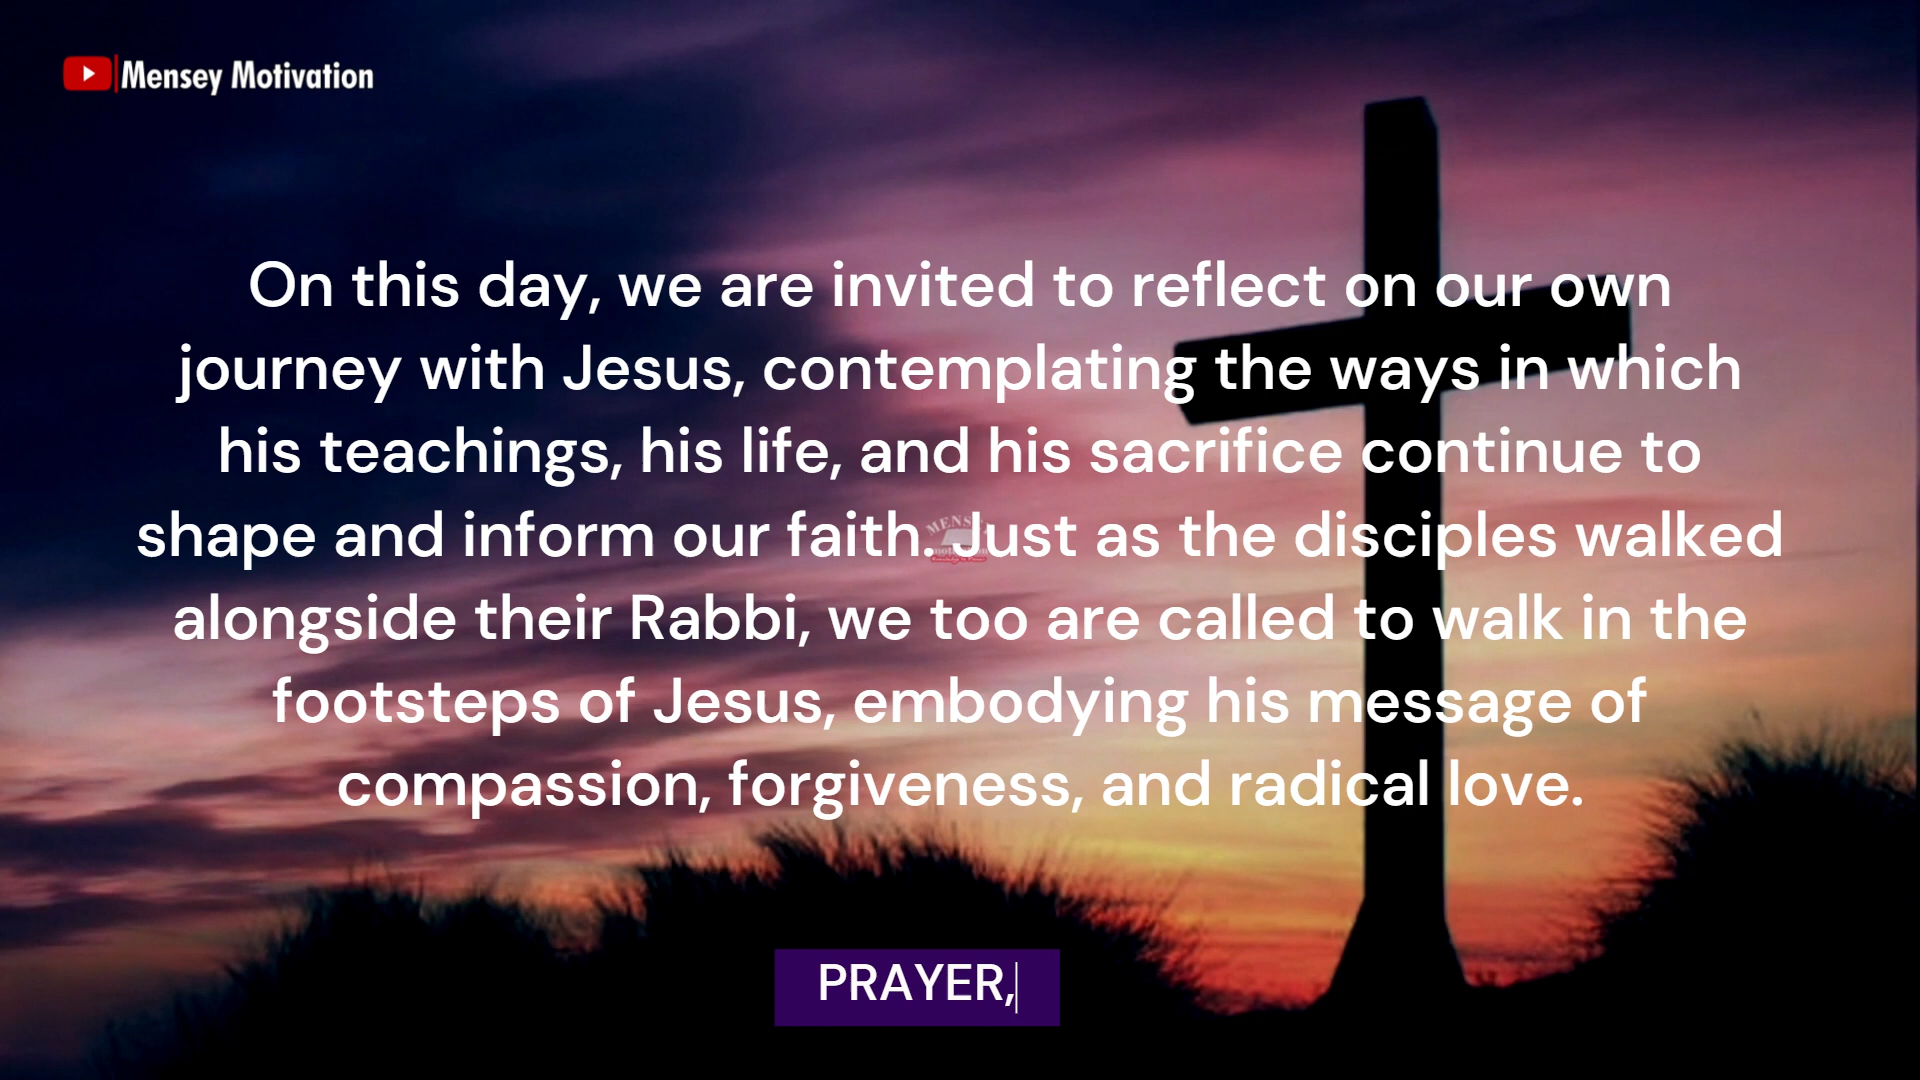 Mensey Motivation
On this day, we are invited to reflect on our own
journey with Jesus, contemplating the ways in which
his teachings, his life, and his sacrifice continue to
shape and inform our faith. Just as the disciples walked
alongside their Rabbi, we too are called to walk in the
footsteps of Jesus, embodying his message of
compassion, forgiveness, and radical love.
PRAYER,